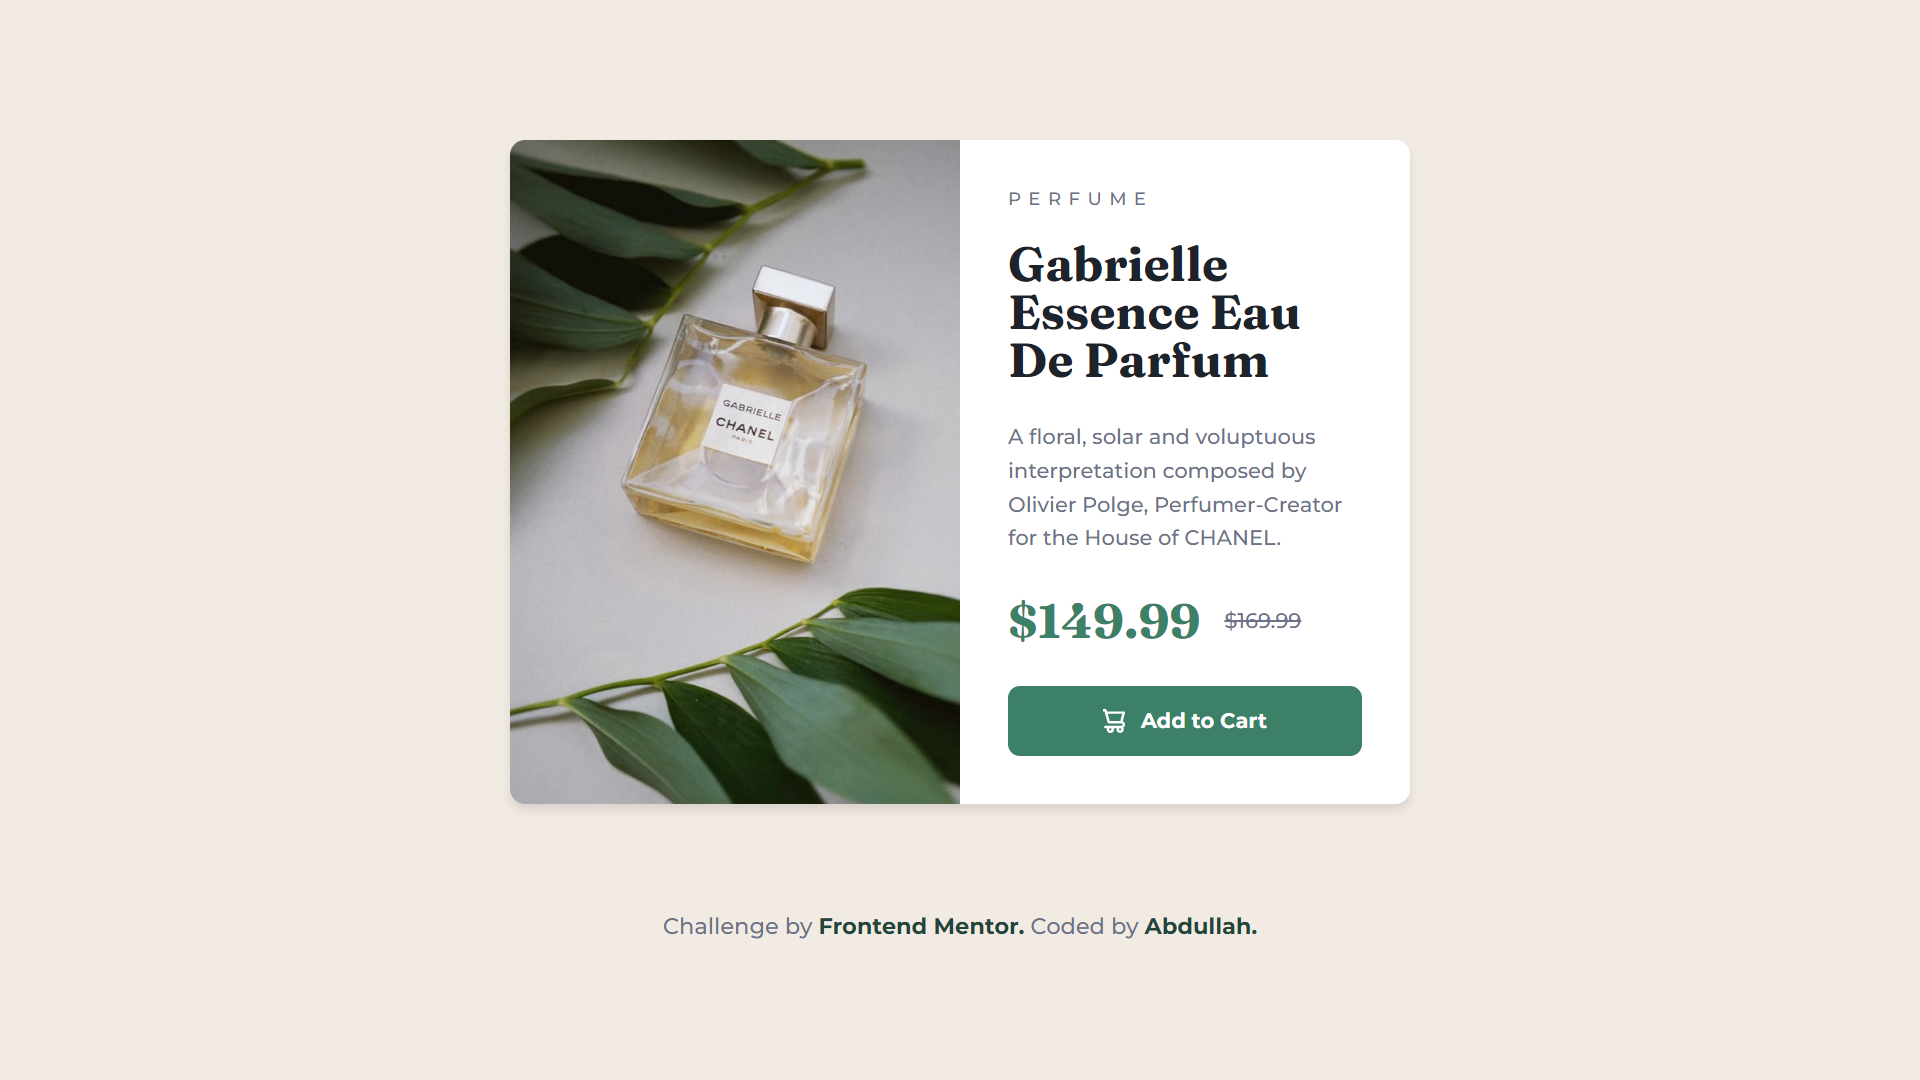 GABRIELLE
CHANEL
PARIS
PERFUME
Gabrielle
Essence Eau
De Parfum
A floral, solar and voluptuous
interpretation composed by
Olivier Polge, Perfumer-Creator
for the House of CHANEL.
$149.99 $169.99
Add to Cart
Challenge by Frontend Mentor. Coded by Abdullah.